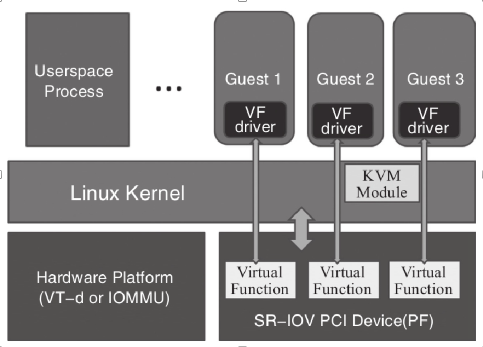 Userspace
Process
...
Guest 1
Guest 2
Guest 3
VF
driver
VF
driver
VF
driver
Linux Kernel
KVM
Module
Hardware Platform
(VT-d or IOMMU)
Virtual
Function
Virtual
Function
Virtual
Function
SR-IOV PCI Device(PF)